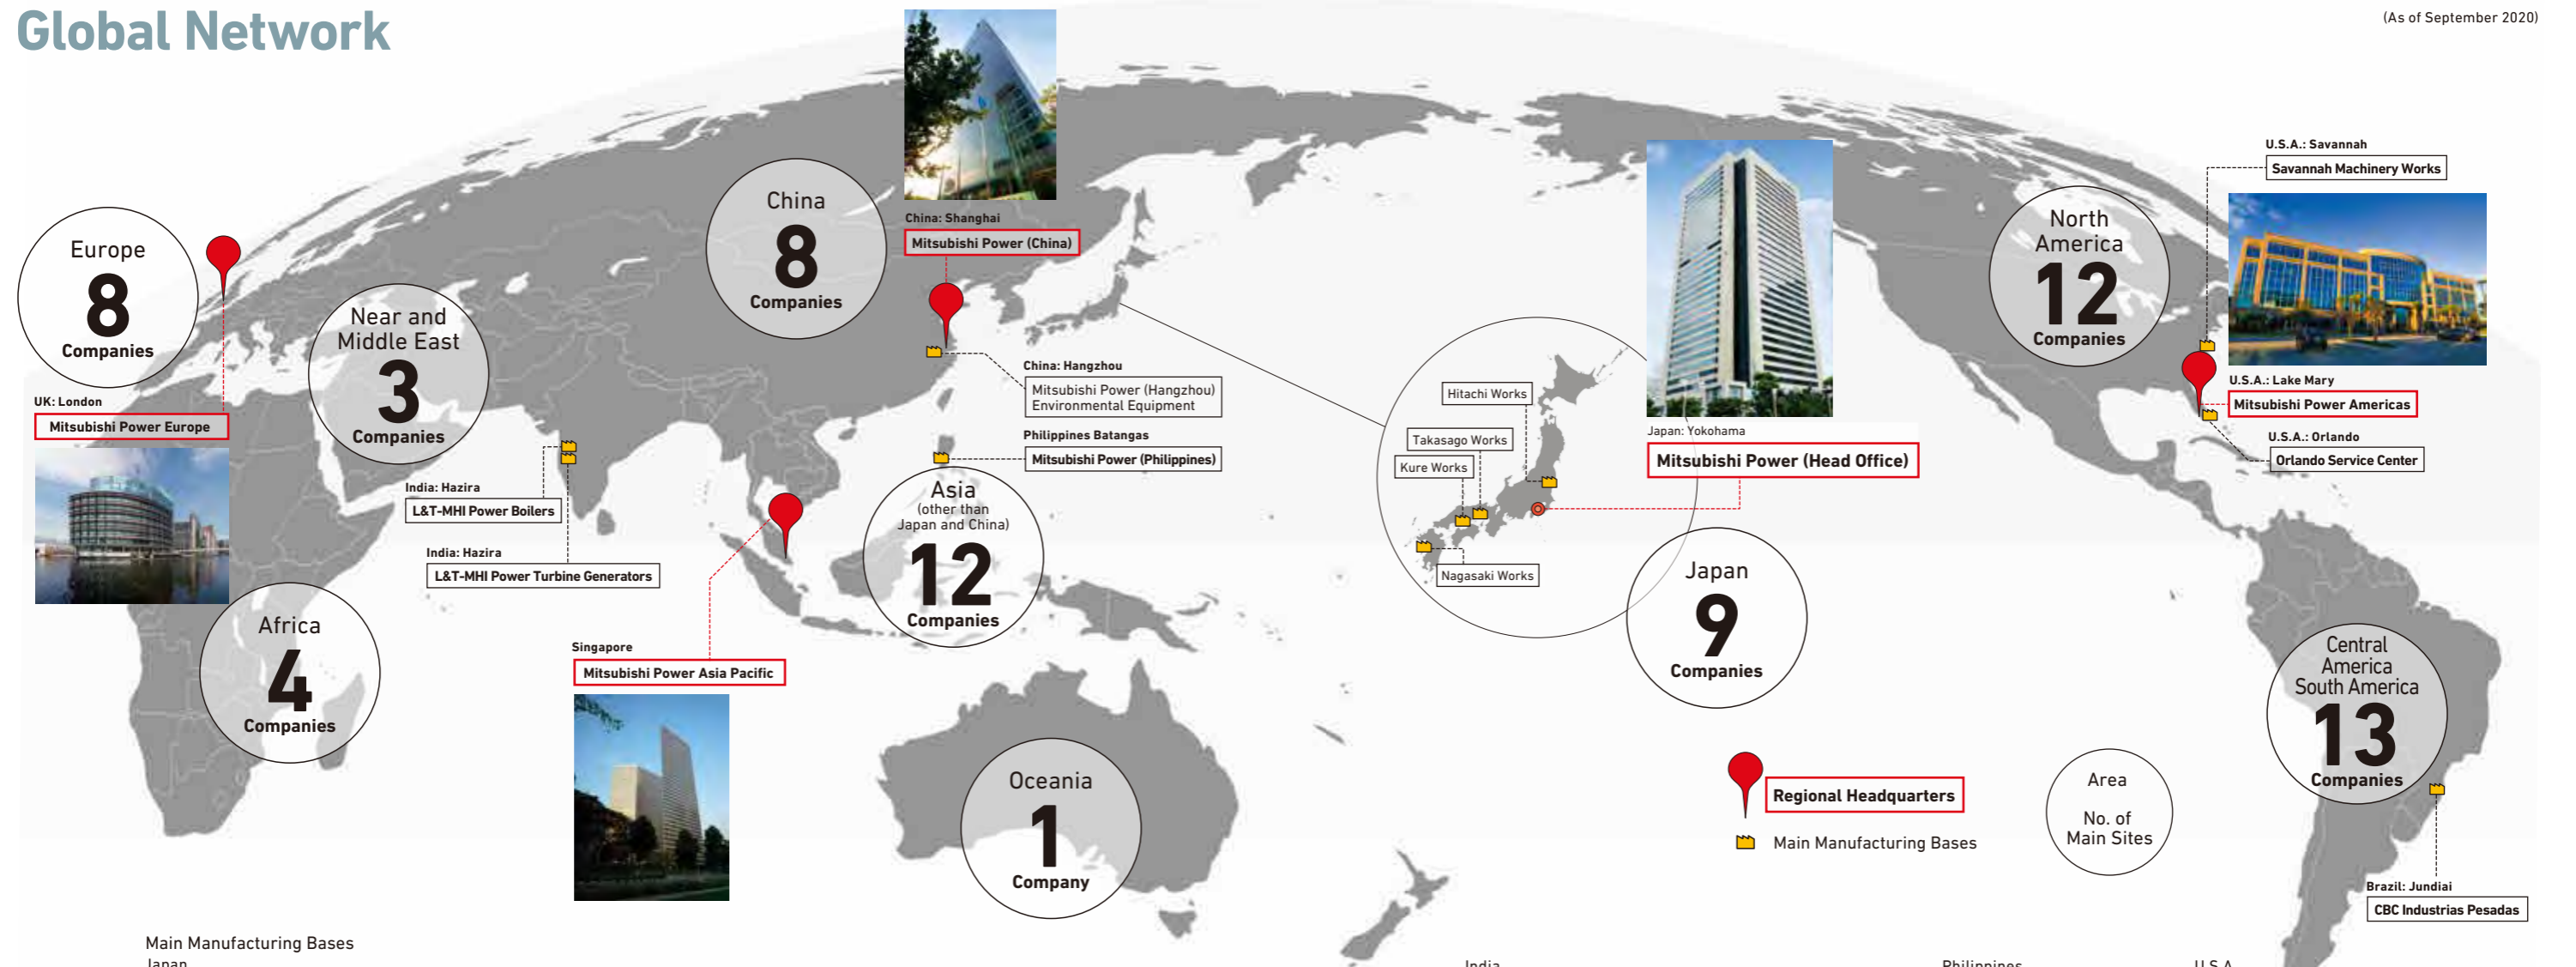 Global Network
(As of September 2020)
Europe
8
Companies
UK: London
Mitsubishi Power Europe
Near and
Middle East
3
Companies
Africa
4
Companies
India: Hazira
L&T-MHI Power Boilers
India: Hazira
L&T-MHI Power Turbine Generators
China
8
Companies
China: Shanghai
Mitsubishi Power (China)
China: Hangzhou
Mitsubishi Power (Hangzhou)
Environmental Equipment
Philippines Batangas
Mitsubishi Power (Philippines)
Asia
(other than
Japan and China)
12
Companies
Singapore
Mitsubishi Power Asia Pacific
Oceania
1
Company
Hitachi Works
Takasago Works
Kure Works
Nagasaki Works
Japan: Yokohama
Mitsubishi Power (Head Office)
Japan
9
Companies
North
America
12
Companies
U.S.A.: Savannah
Savannah Machinery Works
U.S.A.: Lake Mary
Mitsubishi Power Americas
U.S.A.: Orlando
Orlando Service Center
Central
America
South America
13
Companies
Brazil: Jundiai
CBC Industrias Pesadas
Regional Headquarters
Main Manufacturing Bases
Area
No. of
Main Sites
Main Manufacturing Bases
Japan
India
Philippines
U.S.A.